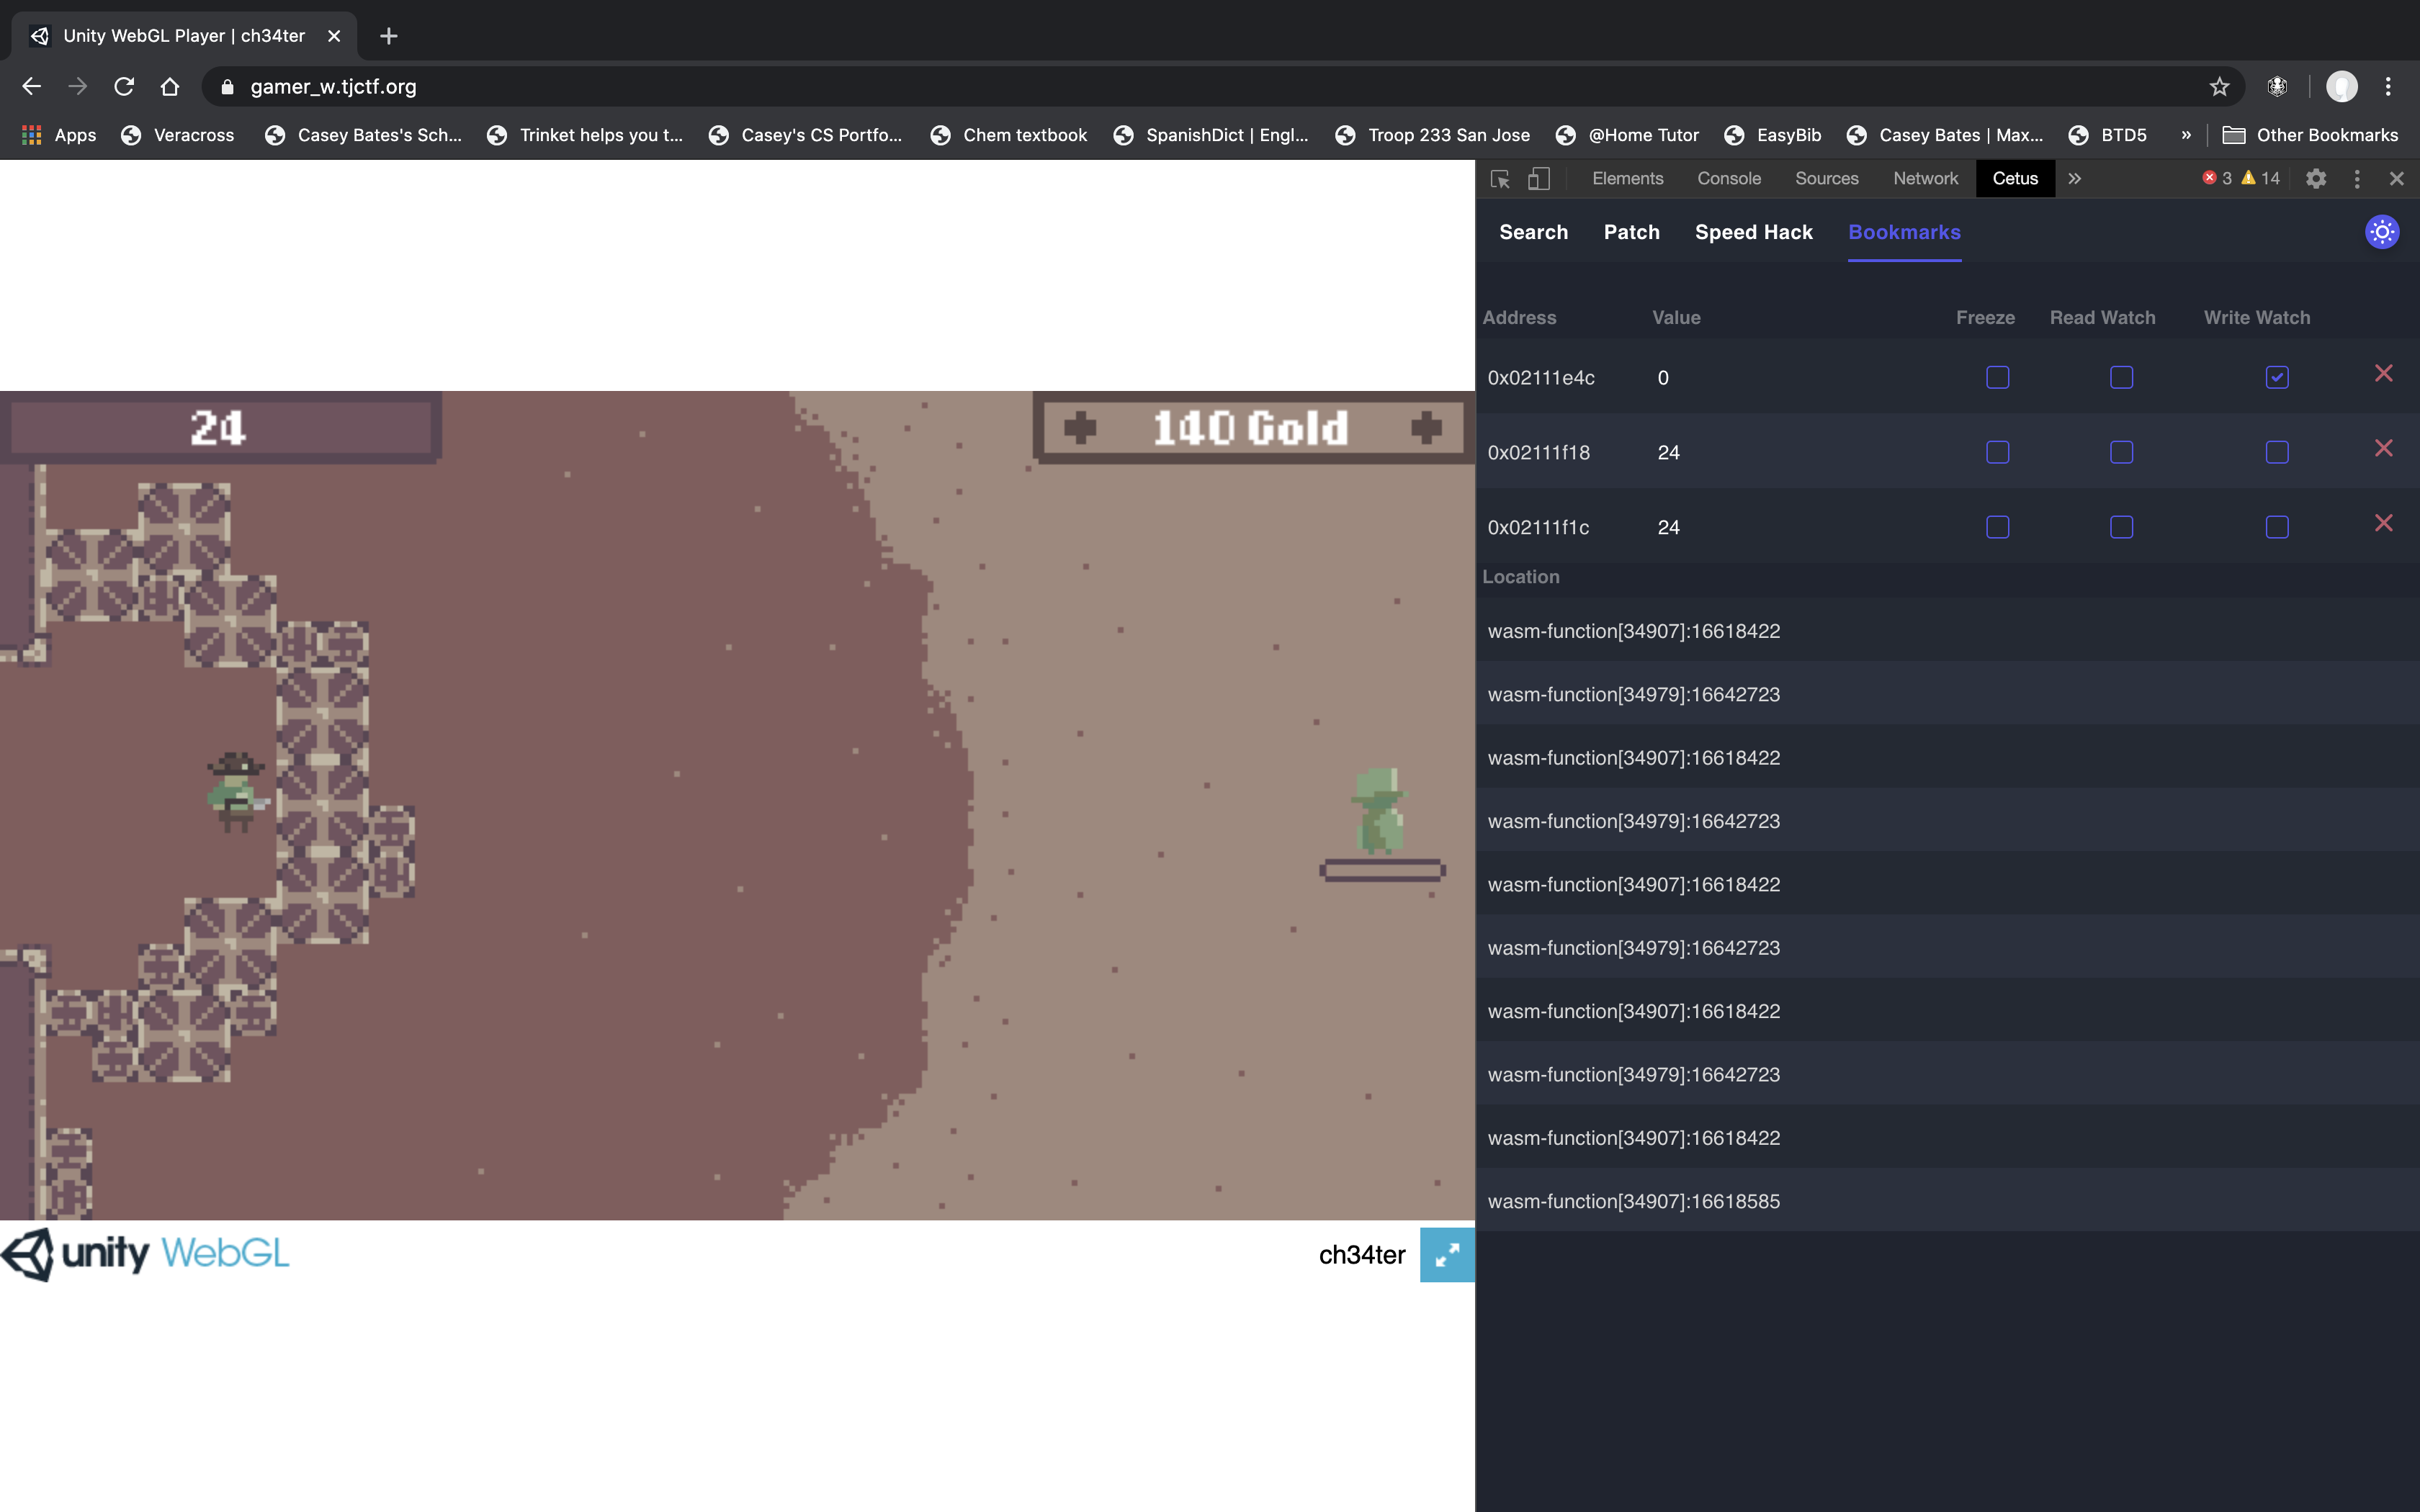 Unity WebGL Player | ch34ter
gamer_w.tjctf.org
Apps Veracross Casey Bates's Sch... Trinket helps you t... Casey's CS Portfo... Chem textbook SpanishDict | Engl... Troop 233 San Jose @Home Tutor EasyBib Casey Bates | Max... BTD5 » Other Bookmarks
Elements Console Sources Network Cetus » 3 14
Search Patch Speed Hack Bookmarks
Address Value Freeze Read Watch Write Watch
0x02111e4c 0
0x02111f18 24
0x02111f1c 24
Location
wasm-function[34907]:16618422
wasm-function[34979]:16642723
wasm-function[34907]:16618422
wasm-function[34979]:16642723
wasm-function[34907]:16618422
wasm-function[34979]:16642723
wasm-function[34907]:16618422
wasm-function[34979]:16642723
wasm-function[34907]:16618422
wasm-function[34907]:16618585
24
140 Gold
unity WebGL
ch34ter